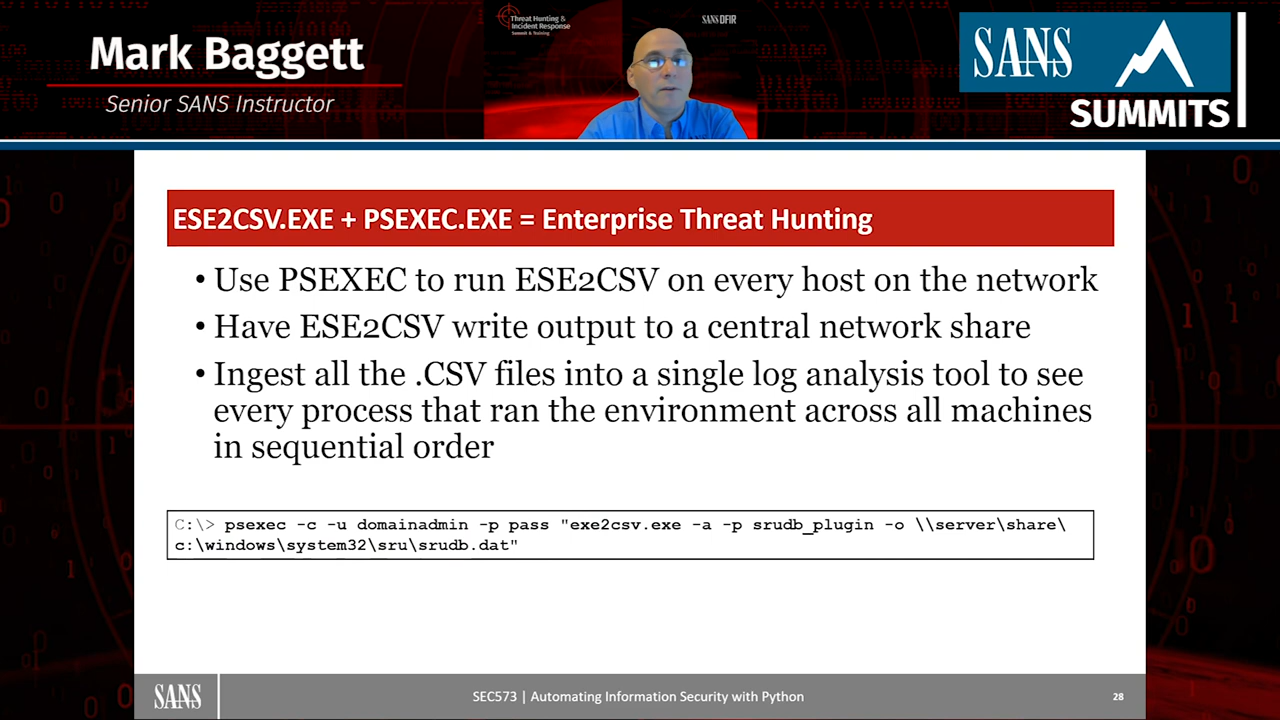 Mark Baggett
Senior SANS Instructor
Threat Hunting &
Incident Response
Summit & Training
SANS DFIR
SANS
SUMMITS
ESE2CSV.EXE + PSEXEC.EXE = Enterprise Threat Hunting
• Use PSEXEC to run ESE2CSV on every host on the network
• Have ESE2CSV write output to a central network share
• Ingest all the .CSV files into a single log analysis tool to see
every process that ran the environment across all machines
in sequential order
C:\> psexec -c -u domainadmin -p pass "exe2csv.exe -a -p srudb_plugin -o \\server\share\
c:\windows\system32\sru\srudb.dat"
SANS
SEC573 | Automating Information Security with Python
28